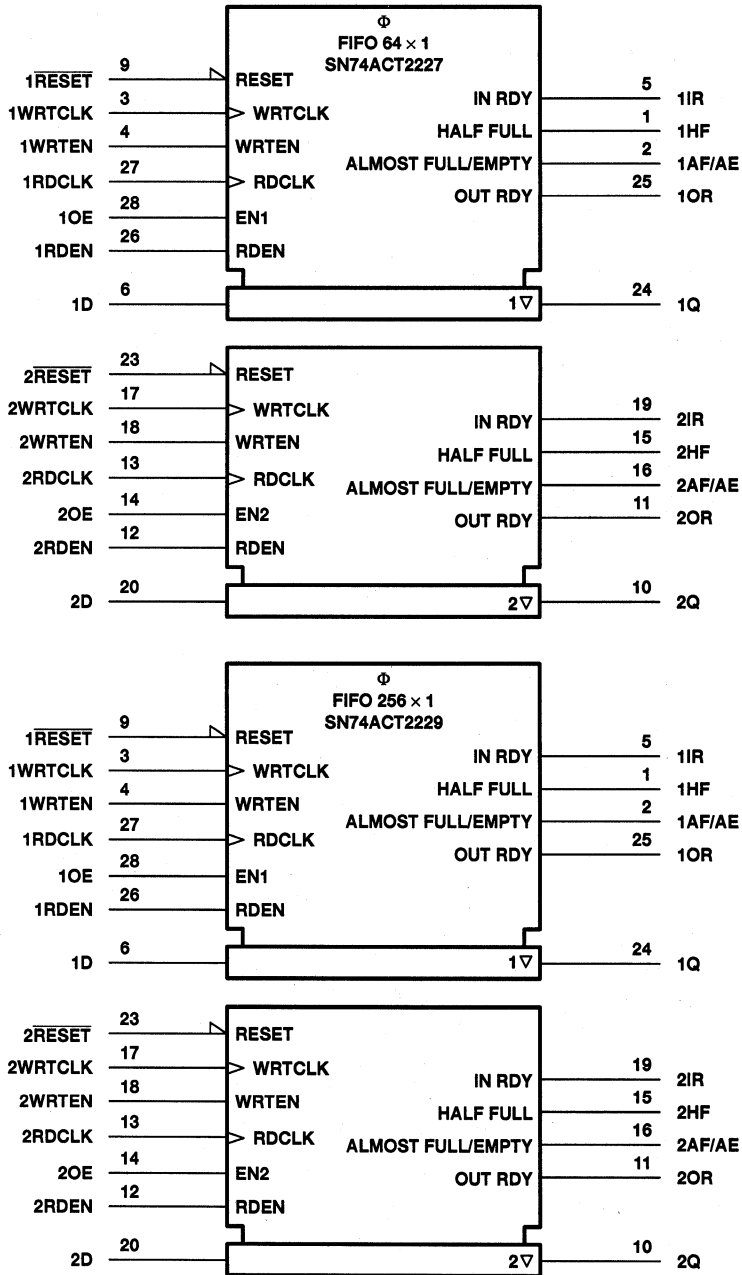 Φ
FIFO 64 × 1
SN74ACT2227
1RESET 9 RESET
1WRTCLK 3 WRTCLK
1WRTEN 4 WRTEN
1RDCLK 27 RDCLK
1OE 28 EN1
1RDEN 26 RDEN
IN RDY 5 1IR
HALF FULL 1 1HF
ALMOST FULL/EMPTY 2 1AF/AE
OUT RDY 25 1OR
1D 6 1▽ 24 1Q
2RESET 23 RESET
2WRTCLK 17 WRTCLK
2WRTEN 18 WRTEN
2RDCLK 13 RDCLK
2OE 14 EN2
2RDEN 12 RDEN
IN RDY 19 2IR
HALF FULL 15 2HF
ALMOST FULL/EMPTY 16 2AF/AE
OUT RDY 11 2OR
2D 20 2▽ 10 2Q
Φ
FIFO 256 × 1
SN74ACT2229
1RESET 9 RESET
1WRTCLK 3 WRTCLK
1WRTEN 4 WRTEN
1RDCLK 27 RDCLK
1OE 28 EN1
1RDEN 26 RDEN
IN RDY 5 1IR
HALF FULL 1 1HF
ALMOST FULL/EMPTY 2 1AF/AE
OUT RDY 25 1OR
1D 6 1▽ 24 1Q
2RESET 23 RESET
2WRTCLK 17 WRTCLK
2WRTEN 18 WRTEN
2RDCLK 13 RDCLK
2OE 14 EN2
2RDEN 12 RDEN
IN RDY 19 2IR
HALF FULL 15 2HF
ALMOST FULL/EMPTY 16 2AF/AE
OUT RDY 11 2OR
2D 20 2▽ 10 2Q